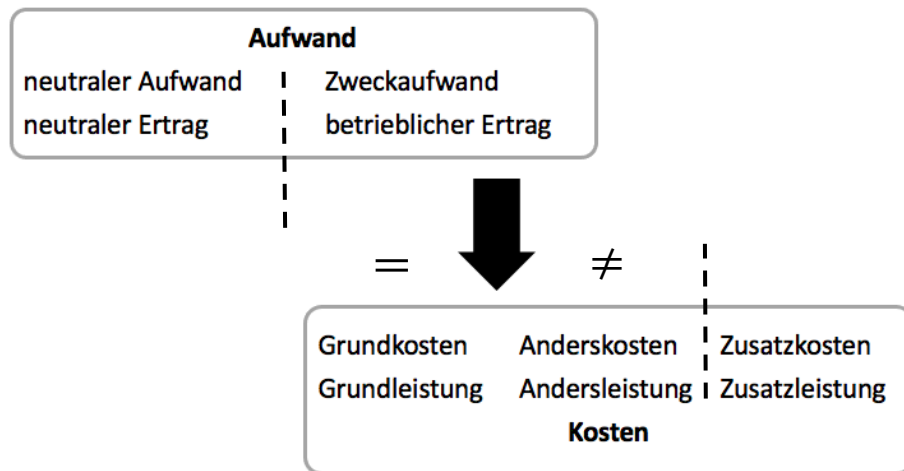 Aufwand
neutraler Aufwand Zweckaufwand
neutraler Ertrag betrieblicher Ertrag
= ≠
Grundkosten Anderskosten Zusatzkosten
Grundleistung Andersleistung Zusatzleistung
Kosten